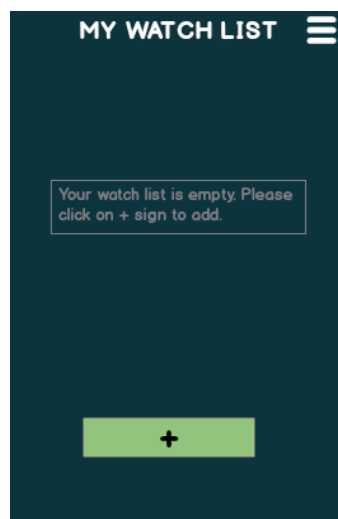 MY WATCH LIST
Your watch list is empty. Please
click on + sign to add.
+